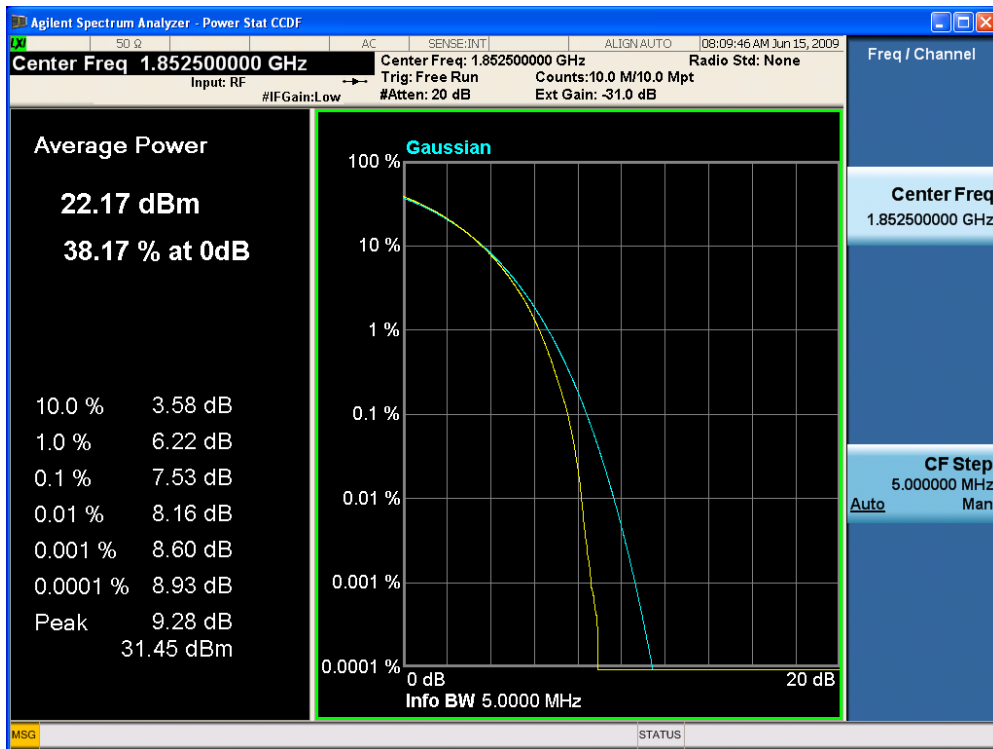 Agilent Spectrum Analyzer - Power Stat CCDF
LXI 50 Ω AC SENSE:INT ALIGN AUTO 08:09:46 AM Jun 15, 2009
Center Freq 1.852500000 GHz
Input: RF
#IFGain:Low
Center Freq: 1.852500000 GHz Radio Std: None
Trig: Free Run Counts:10.0 M/10.0 Mpt
#Atten: 20 dB Ext Gain: -31.0 dB
Average Power
22.17 dBm
38.17 % at 0dB
10.0 % 3.58 dB
1.0 % 6.22 dB
0.1 % 7.53 dB
0.01 % 8.16 dB
0.001 % 8.60 dB
0.0001 % 8.93 dB
Peak 9.28 dB
31.45 dBm
Gaussian
100 %
10 %
1 %
0.1 %
0.01 %
0.001 %
0.0001 %
0 dB 20 dB
Info BW 5.0000 MHz
Freq / Channel
Center Freq
1.852500000 GHz
CF Step
5.000000 MHz
Auto Man
MSG STATUS